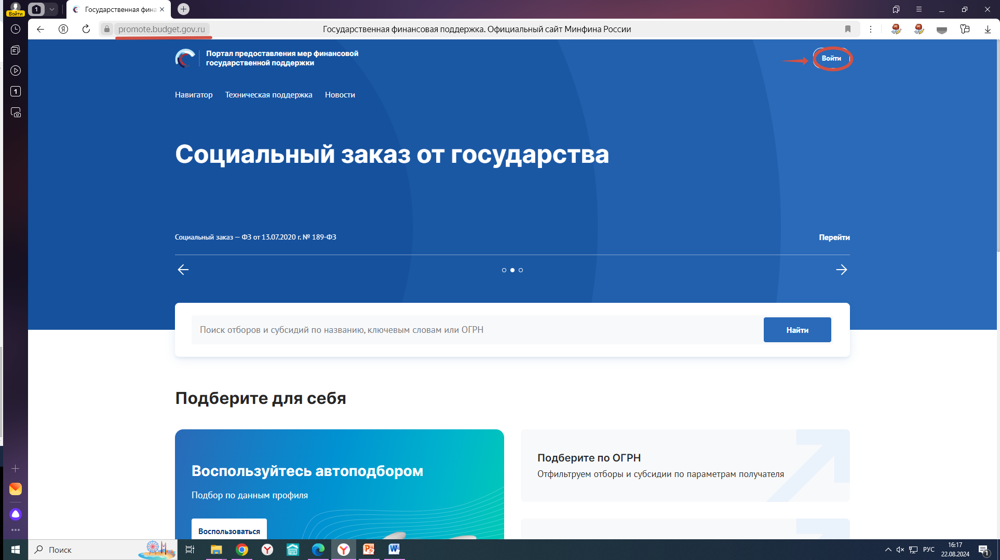 Войти
1
Государственная фина
promote.budget.gov.ru
Государственная финансовая поддержка. Официальный сайт Минфина России
1
Портал предоставления мер финансовой
государственной поддержки
Войти
Навигатор Техническая поддержка Новости
Социальный заказ от государства
Социальный заказ — ФЗ от 13.07.2020 г. № 189-ФЗ
Перейти
Поиск отборов и субсидий по названию, ключевым словам или ОГРН
Найти
Подберите для себя
Воспользуйтесь автоподбором
Подбор по данным профиля
Воспользоваться
Подберите по ОГРН
Отфильтруем отборы и субсидии по параметрам получателя
Поиск
РУС
16:17
22.08.2024
1